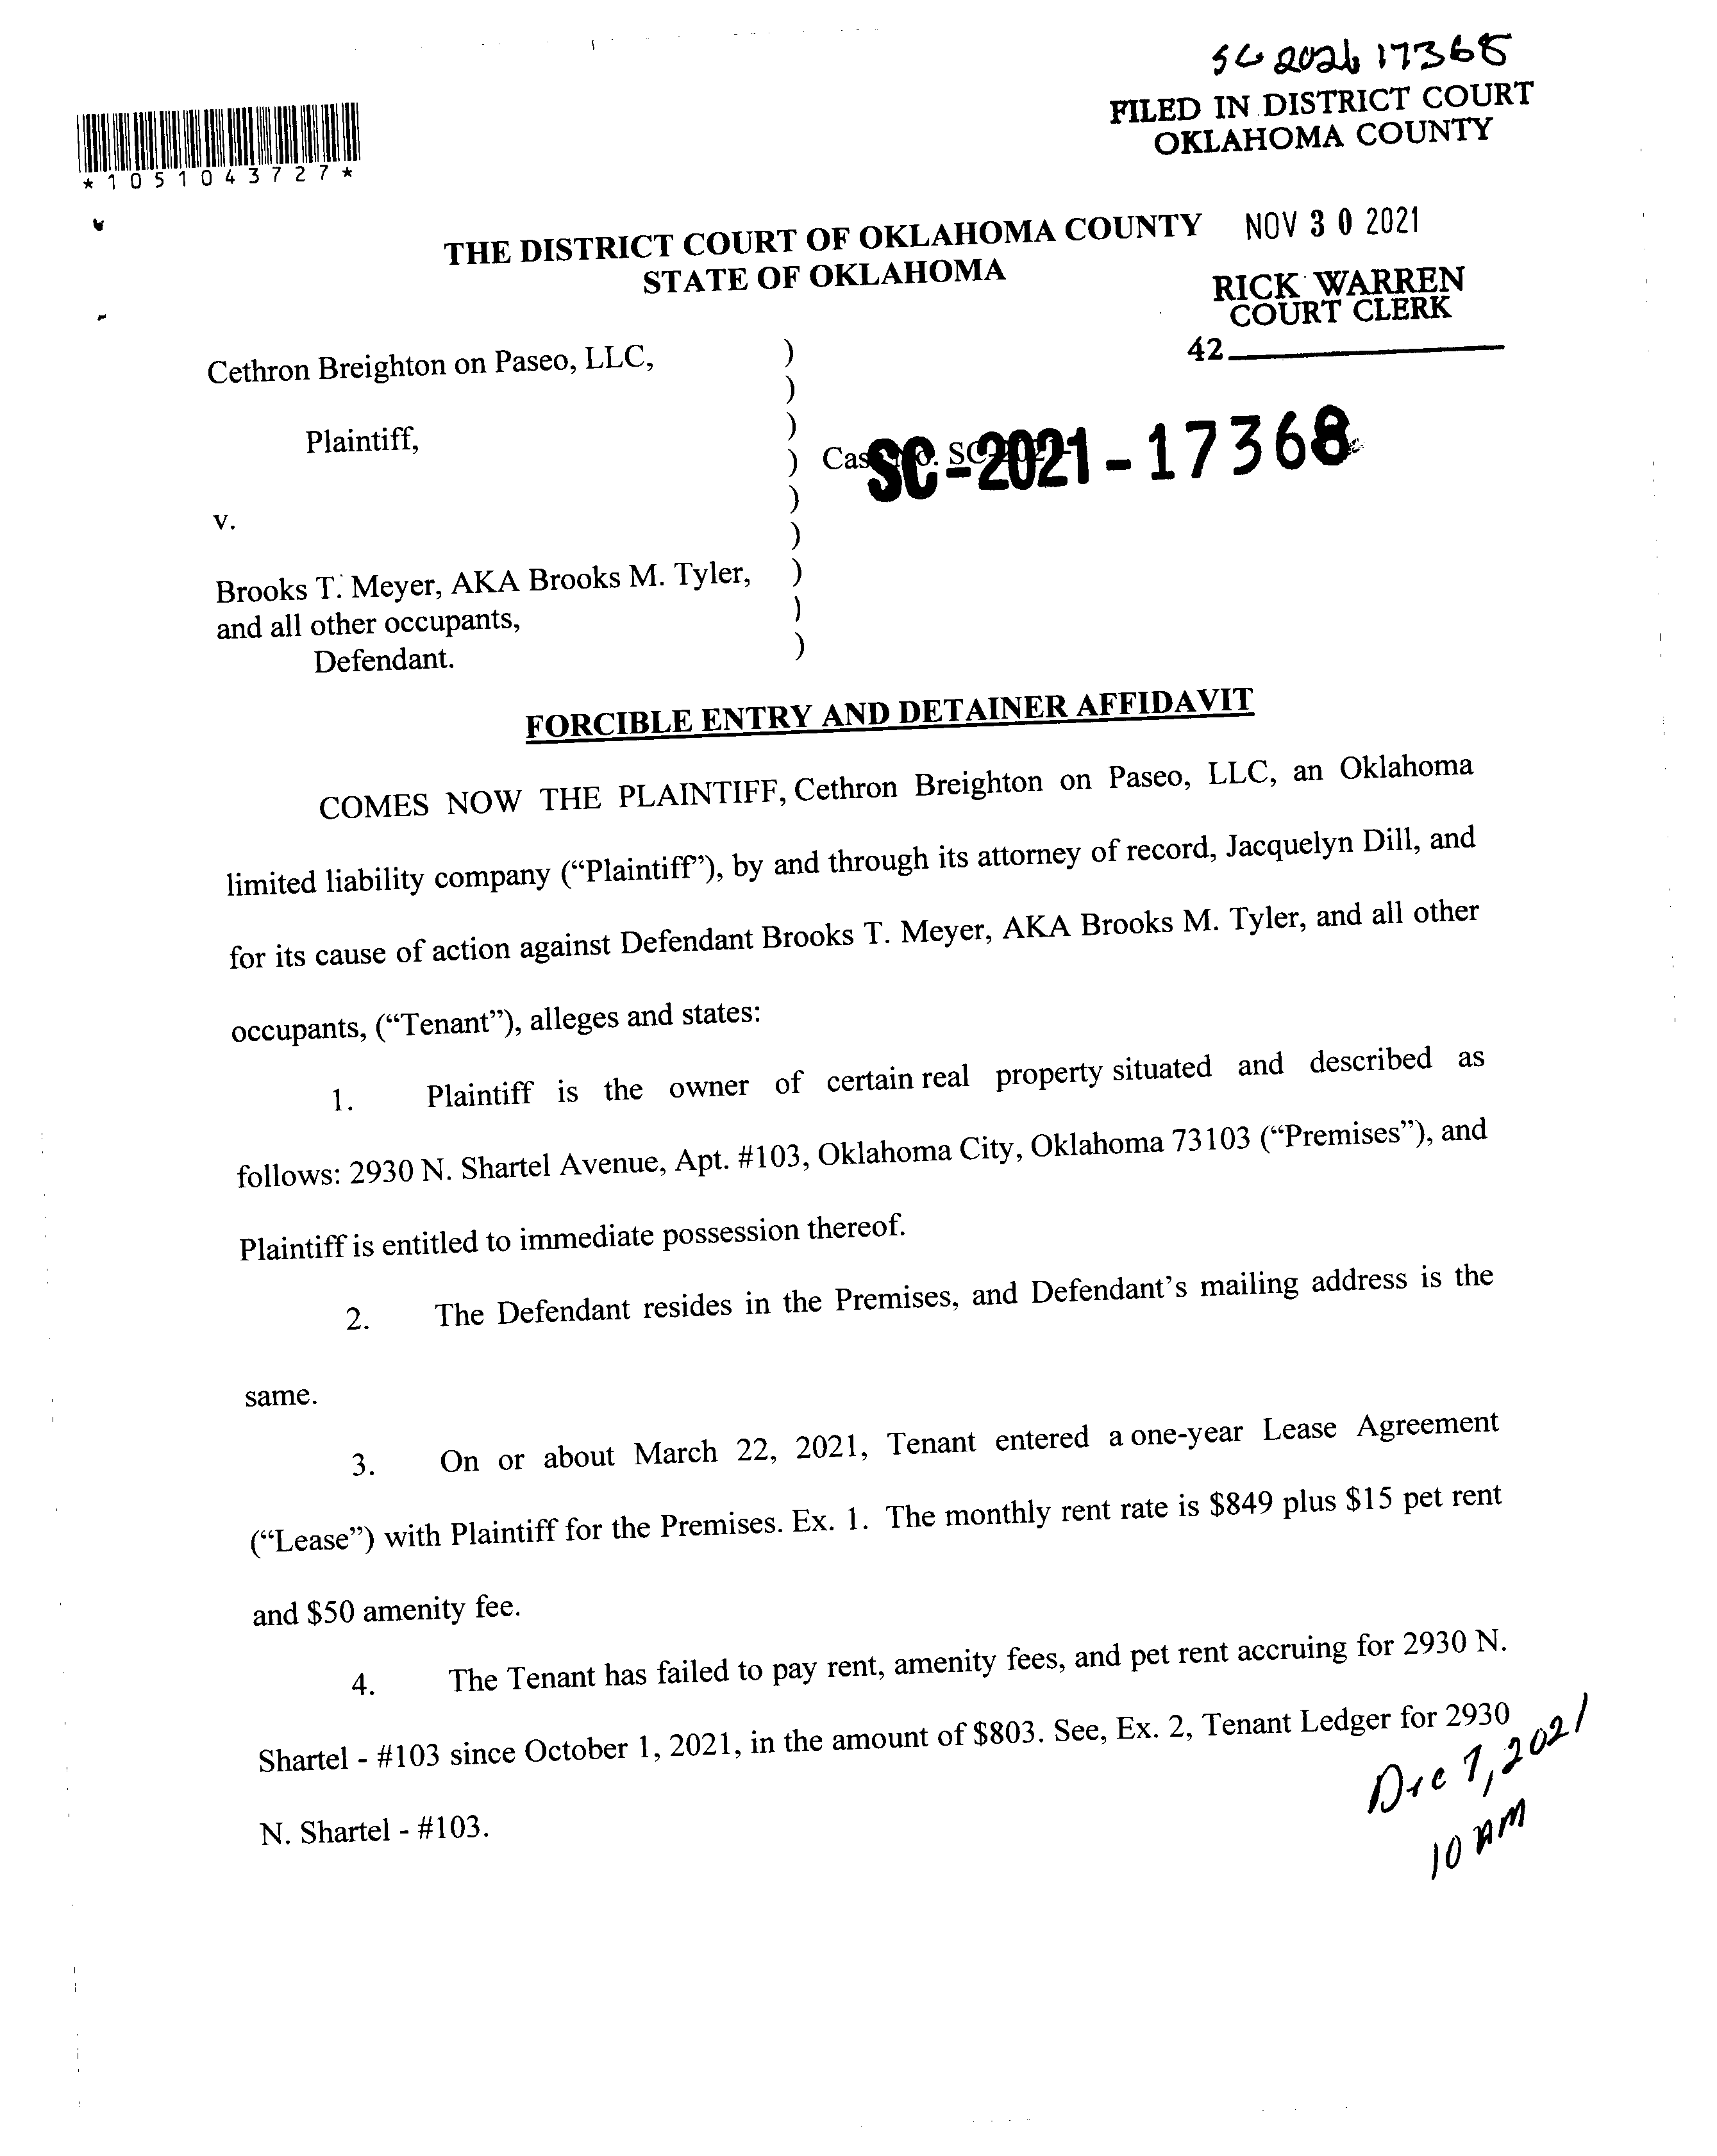 SC 2021 17368
FILED IN DISTRICT COURT
OKLAHOMA COUNTY
*1051043727*
THE DISTRICT COURT OF OKLAHOMA COUNTY
STATE OF OKLAHOMA
NOV 30 2021
RICK WARREN
COURT CLERK
42
Cethron Breighton on Paseo, LLC,
Plaintiff,
v.
Brooks T. Meyer, AKA Brooks M. Tyler,
and all other occupants,
Defendant.
)
)
)
)
)
)
)
)
)
Case No. SC-2021-
SC-2021-17368
FORCIBLE ENTRY AND DETAINER AFFIDAVIT
COMES NOW THE PLAINTIFF, Cethron Breighton on Paseo, LLC, an Oklahoma
limited liability company (“Plaintiff”), by and through its attorney of record, Jacquelyn Dill, and
for its cause of action against Defendant Brooks T. Meyer, AKA Brooks M. Tyler, and all other
occupants, (“Tenant”), alleges and states:
1. Plaintiff is the owner of certain real property situated and described as
follows: 2930 N. Shartel Avenue, Apt. #103, Oklahoma City, Oklahoma 73103 (“Premises”), and
Plaintiff is entitled to immediate possession thereof.
2. The Defendant resides in the Premises, and Defendant’s mailing address is the
same.
3. On or about March 22, 2021, Tenant entered a one-year Lease Agreement
(“Lease”) with Plaintiff for the Premises. Ex. 1. The monthly rent rate is $849 plus $15 pet rent
and $50 amenity fee.
4. The Tenant has failed to pay rent, amenity fees, and pet rent accruing for 2930 N.
Shartel - #103 since October 1, 2021, in the amount of $803. See, Ex. 2, Tenant Ledger for 2930
N. Shartel - #103.
Dec 7, 2021
10 AM